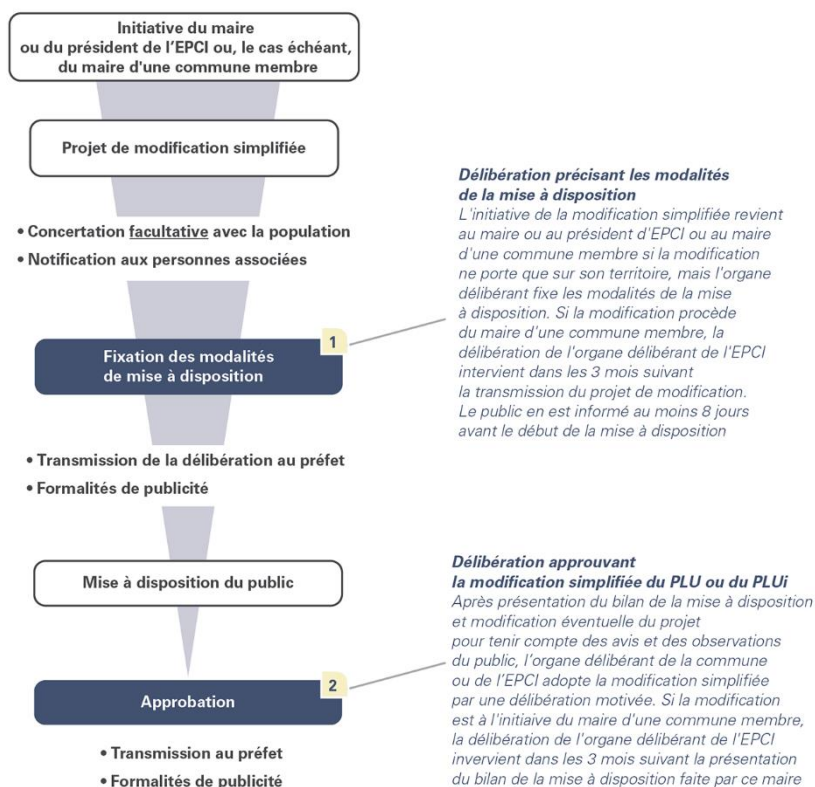 Initiative du maire
ou du président de l'EPCI ou, le cas échéant,
du maire d'une commune membre
Projet de modification simplifiée
• Concertation facultative avec la population
• Notification aux personnes associées
1
Fixation des modalités
de mise à disposition
Délibération précisant les modalités
de la mise à disposition
L'initiative de la modification simplifiée revient
au maire ou au président d'EPCI ou au maire
d'une commune membre si la modification
ne porte que sur son territoire, mais l'organe
délibérant fixe les modalités de la mise
à disposition. Si la modification procède
du maire d'une commune membre, la
délibération de l'organe délibérant de l'EPCI
intervient dans les 3 mois suivant
la transmission du projet de modification.
Le public en est informé au moins 8 jours
avant le début de la mise à disposition
• Transmission de la délibération au préfet
• Formalités de publicité
Mise à disposition du public
2
Approbation
Délibération approuvant
la modification simplifiée du PLU ou du PLUi
Après présentation du bilan de la mise à disposition
et modification éventuelle du projet
pour tenir compte des avis et des observations
du public, l'organe délibérant de la commune
ou de l'EPCI adopte la modification simplifiée
par une délibération motivée. Si la modification
est à l'initiaive du maire d'une commune membre,
la délibération de l'organe délibérant de l'EPCI
invervient dans les 3 mois suivant la présentation
du bilan de la mise à disposition faite par ce maire
• Transmission au préfet
• Formalités de publicité